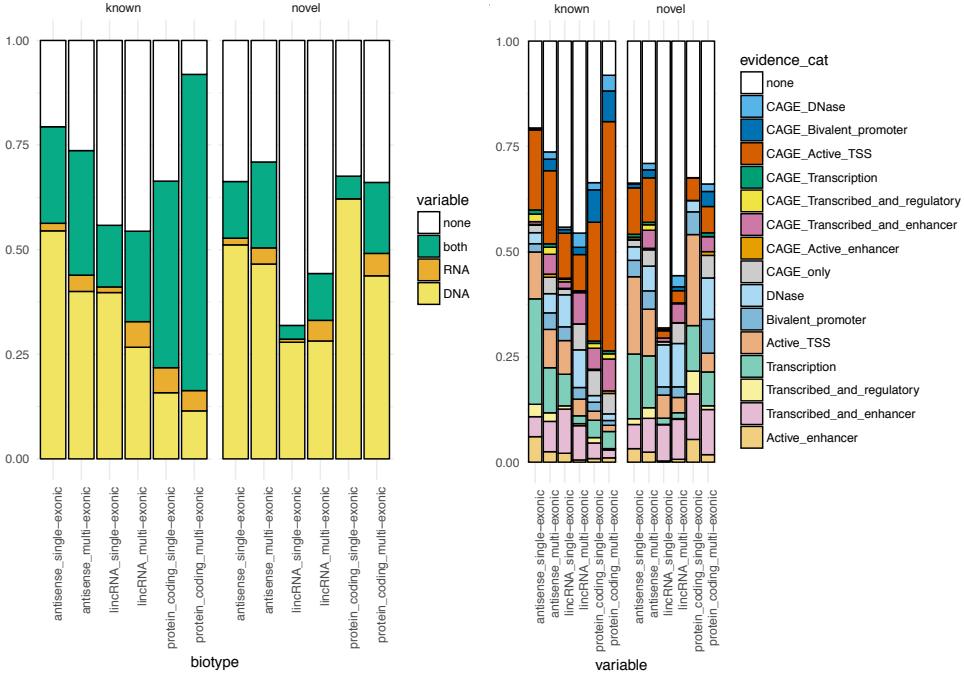 known
novel
1.00
0.75
0.50
0.25
0.00
antisense_single-exonic
antisense_multi-exonic
lincRNA_single-exonic
lincRNA_multi-exonic
protein_coding_single-exonic
protein_coding_multi-exonic
antisense_single-exonic
antisense_multi-exonic
lincRNA_single-exonic
lincRNA_multi-exonic
protein_coding_single-exonic
protein_coding_multi-exonic
biotype
variable
none
both
RNA
DNA
known
novel
1.00
0.75
0.50
0.25
0.00
antisense_single-exonic
antisense_multi-exonic
lincRNA_single-exonic
lincRNA_multi-exonic
protein_coding_single-exonic
protein_coding_multi-exonic
antisense_single-exonic
antisense_multi-exonic
lincRNA_single-exonic
lincRNA_multi-exonic
protein_coding_single-exonic
protein_coding_multi-exonic
variable
evidence_cat
none
CAGE_DNase
CAGE_Bivalent_promoter
CAGE_Active_TSS
CAGE_Transcription
CAGE_Transcribed_and_regulatory
CAGE_Transcribed_and_enhancer
CAGE_Active_enhancer
CAGE_only
DNase
Bivalent_promoter
Active_TSS
Transcription
Transcribed_and_regulatory
Transcribed_and_enhancer
Active_enhancer